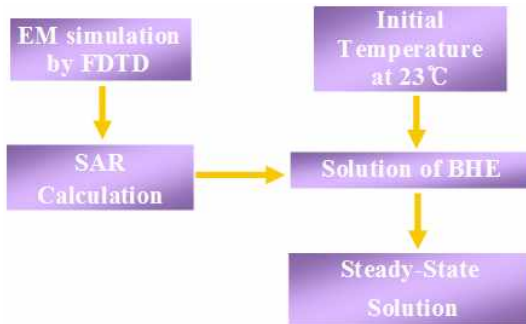 EM simulation
by FDTD
Initial
Temperature
at 23℃
SAR
Calculation
Solution of BHE
Steady-State
Solution